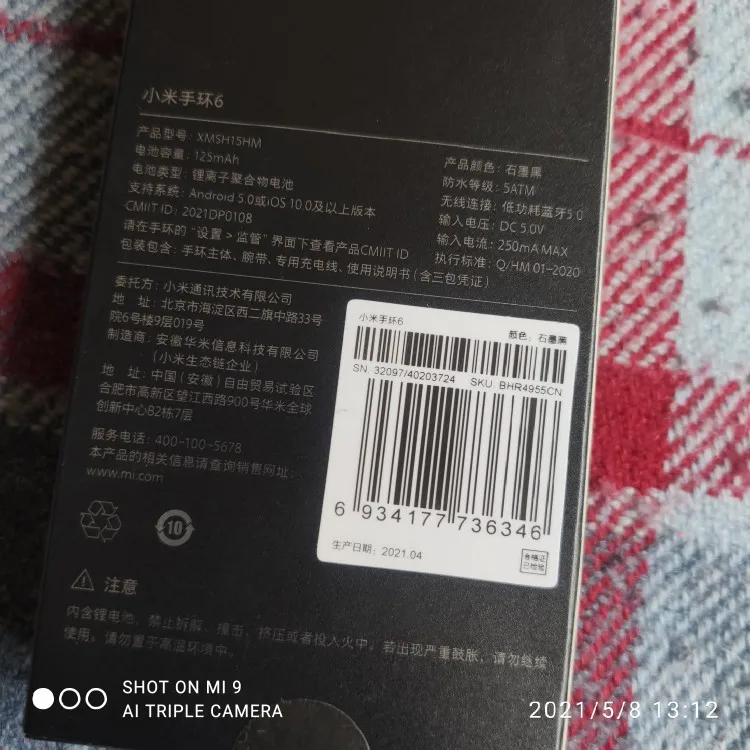 小米手环6
产品型号：XMSH15HM
电池容量：125mAh
电池类型：锂离子聚合物电池
支持系统：Android 5.0或iOS 10.0及以上版本
CMIIT ID：2021DP0108
请在手环的“设置 > 监管”界面下查看产品CMIIT ID
包装包含：手环主体、腕带、专用充电线、使用说明书（含三包凭证）
产品颜色：石墨黑
防水等级：5ATM
无线连接：低功耗蓝牙5.0
输入电压：DC 5.0V
输入电流：250mA MAX
执行标准：Q/HM 01-2020
委托方：小米通讯技术有限公司
地 址：北京市海淀区西二旗中路33号
院6号楼9层019号
制造商：安徽华米信息科技有限公司
（小米生态链企业）
地 址：中国（安徽）自由贸易试验区
合肥市高新区望江西路900号华米全球
创新中心B2栋7层
服务电话：400-100-5678
本产品的相关信息请查询销售网址：
www.mi.com
10
小米手环6
颜色：石墨黑
SN: 32097/40203724 SKU: BHR4955CN
6 934177 736346
生产日期：2021.04
合格证
已检验
注意
内含锂电池，禁止拆解、撞击、挤压或者投入火中。若出现严重鼓胀，请勿继续
使用。请勿置于高温环境中。
SHOT ON MI 9
AI TRIPLE CAMERA
2021/5/8 13:12